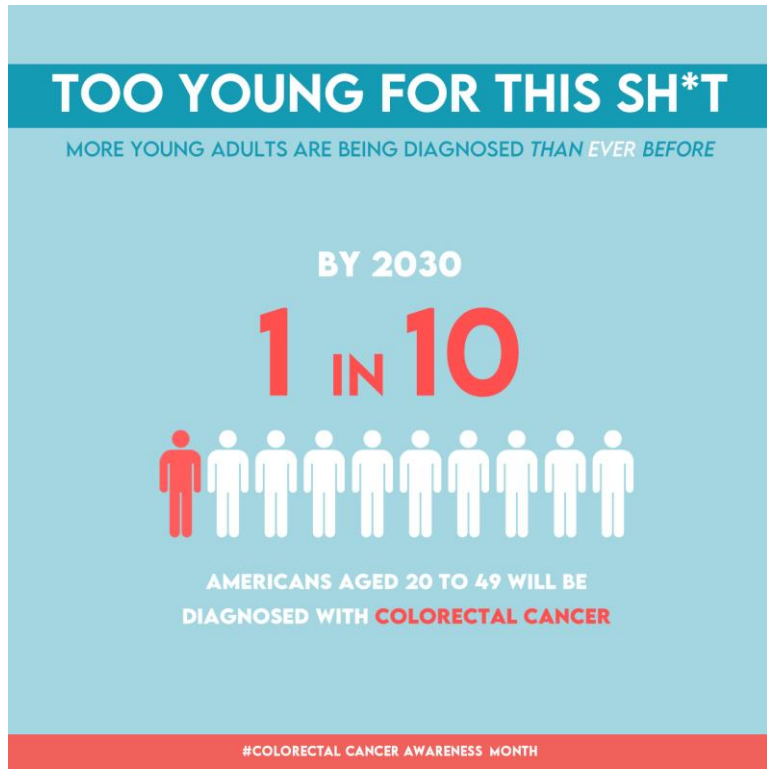 TOO YOUNG FOR THIS SH*T
MORE YOUNG ADULTS ARE BEING DIAGNOSED THAN EVER BEFORE
BY 2030
1 IN 10
AMERICANS AGED 20 TO 49 WILL BE
DIAGNOSED WITH COLORECTAL CANCER
#COLORECTAL CANCER AWARENESS MONTH